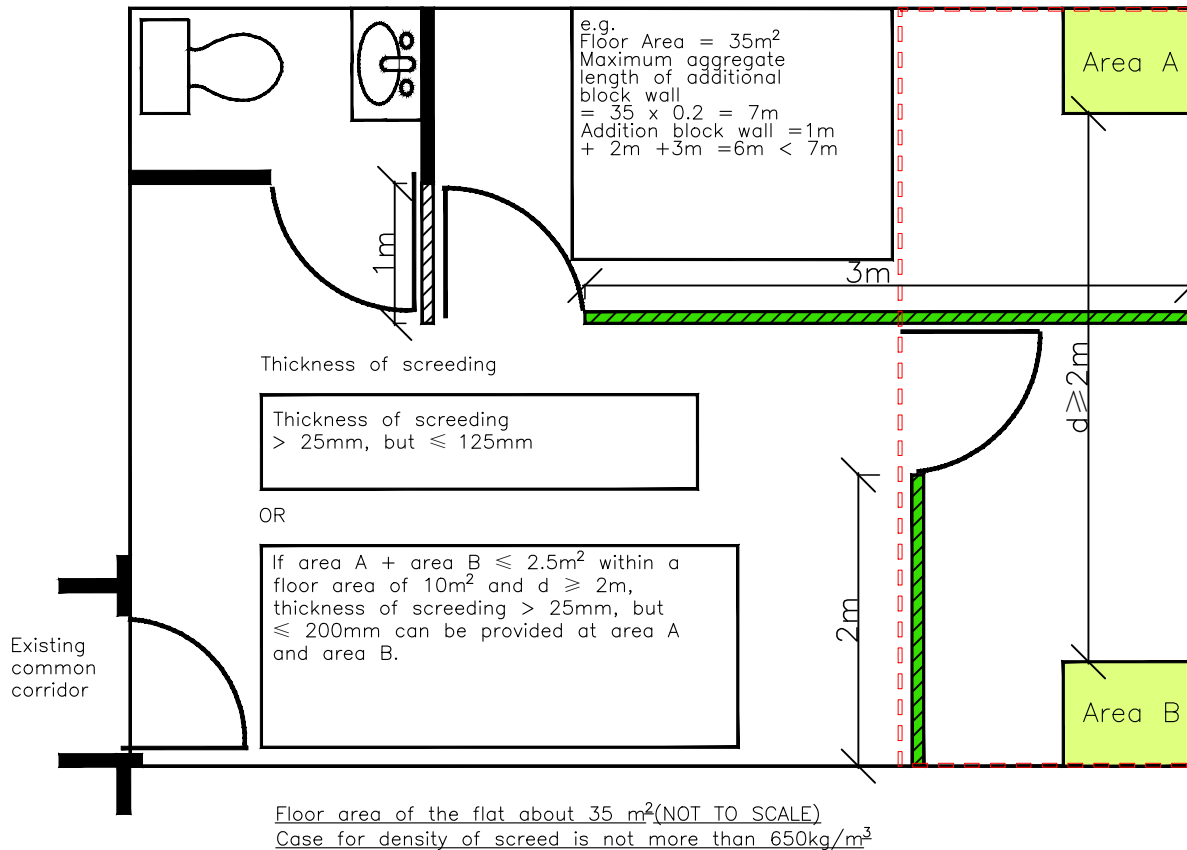 e.g.
Floor Area = 35m²
Maximum aggregate
length of additional
block wall
= 35 x 0.2 = 7m
Addition block wall =1m
+ 2m +3m =6m < 7m
Area A
1m
3m
Thickness of screeding
Thickness of screeding
> 25mm, but ≤ 125mm
d≥2m
OR
If area A + area B ≤ 2.5m² within a
floor area of 10m² and d ≥ 2m,
thickness of screeding > 25mm, but
≤ 200mm can be provided at area A
and area B.
2m
Existing
common
corridor
Area B
Floor area of the flat about 35 m²(NOT TO SCALE)
Case for density of screed is not more than 650kg/m³